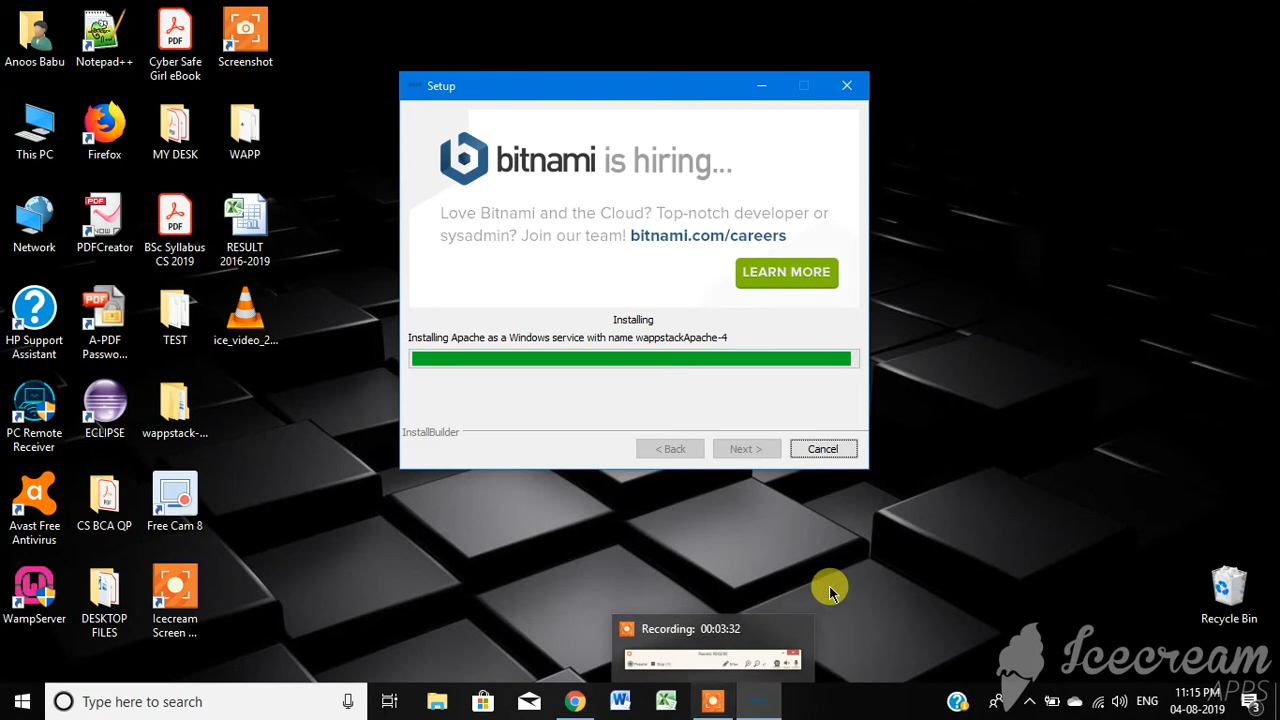 Anoos Babu
Notepad++
Cyber Safe
Girl eBook
Screenshot
This PC
Firefox
MY DESK
WAPP
Network
PDFCreator
BSc Syllabus
CS 2019
RESULT
2016-2019
HP Support
Assistant
A-PDF
Passwo...
TEST
ice_video_2...
PC Remote
Receiver
ECLIPSE
wappstack-...
Avast Free
Antivirus
CS BCA QP
Free Cam 8
WampServer
DESKTOP
FILES
Icecream
Screen ...
Setup
bitnami is hiring...
Love Bitnami and the Cloud? Top-notch developer or
sysadmin? Join our team! bitnami.com/careers
LEARN MORE
Installing
Installing Apache as a Windows service with name wappstackApache-4
InstallBuilder
< Back
Next >
Cancel
Recording: 00:03:32
Recycle Bin
Icecream
APPS
Type here to search
ENG
11:15 PM
04-08-2019
3